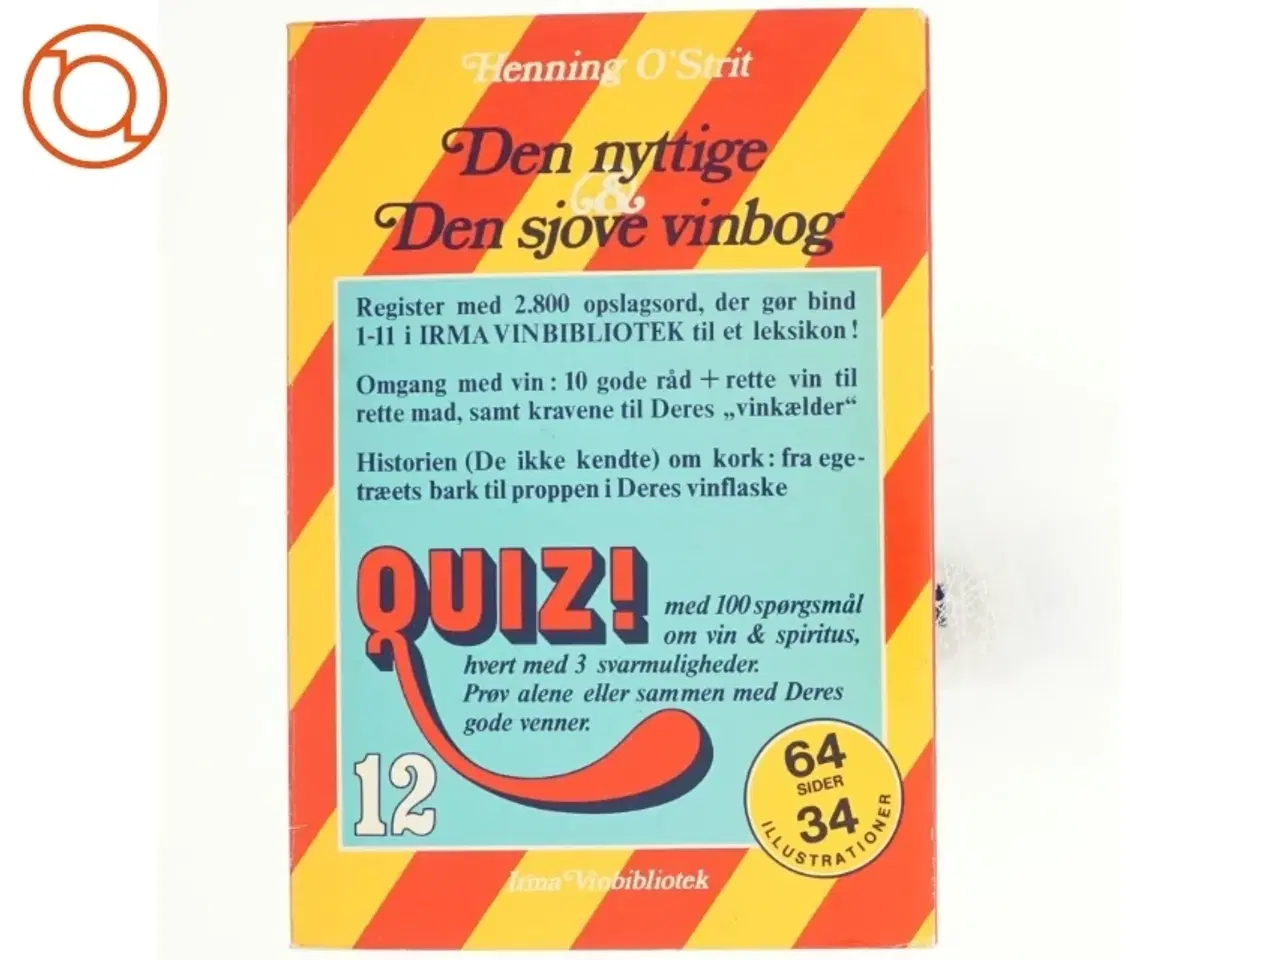 Henning O'Strit
Den nyttige
&
Den sjove vinbog
Register med 2.800 opslagsord, der gør bind
1-11 i IRMA VINBIBLIOTEK til et leksikon!
Omgang med vin: 10 gode råd + rette vin til
rette mad, samt kravene til Deres „vinkælder“
Historien (De ikke kendte) om kork: fra ege-
træets bark til proppen i Deres vinflaske
QUIZ!
med 100 spørgsmål
om vin & spiritus,
hvert med 3 svarmuligheder.
Prøv alene eller sammen med Deres
gode venner.
12
64
SIDER
34
ILLUSTRATIONER
Irma Vinbibliotek